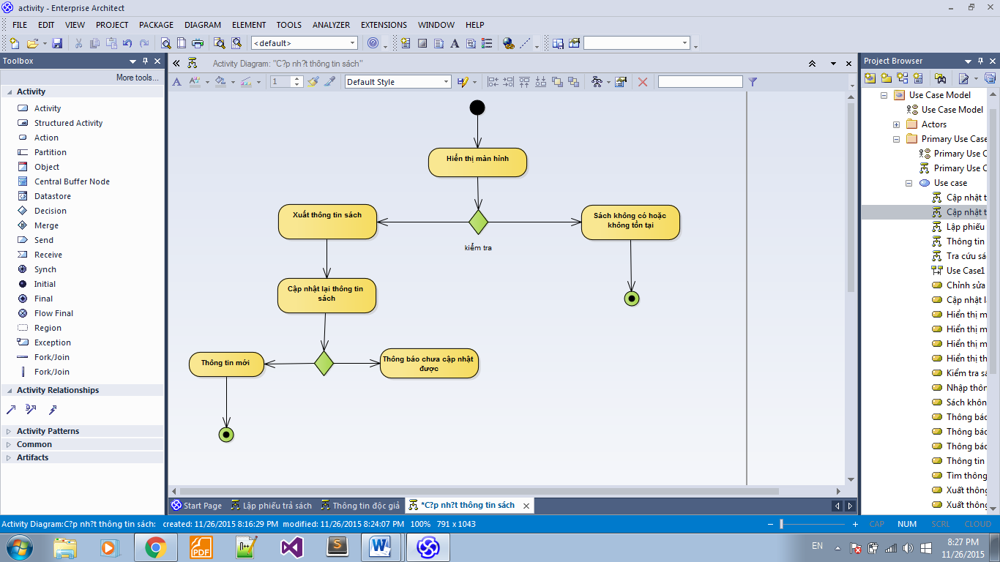 activity - Enterprise Architect
FILE EDIT VIEW PROJECT PACKAGE DIAGRAM ELEMENT TOOLS ANALYZER EXTENSIONS WINDOW HELP
<default>
Toolbox
More tools...
Activity
Activity
Structured Activity
Action
Partition
Object
Central Buffer Node
Datastore
Decision
Merge
Send
Receive
Synch
Initial
Final
Flow Final
Region
Exception
Fork/Join
Fork/Join
Activity Relationships
Activity Patterns
Common
Artifacts
Activity Diagram: "C?p nh?t thông tin sách"
1 Default Style
Hiển thị màn hình
Xuất thông tin sách
Sách không có hoặc
không tồn tại
kiểm tra
Cập nhật lại thông tin
sách
Thông tin mới
Thông báo chưa cập nhật
được
Start Page Lập phiếu trả sách Thông tin độc giả *C?p nh?t thông tin sách
Project Browser
Use Case Model
Use Case Model
Actors
Primary Use Case
Primary Use C
Primary Use C
Use case
Cập nhật t
Cập nhật t
Lập phiếu
Thông tin
Tra cứu sá
Use Case1
Chỉnh sửa
Cập nhật lạ
Hiển thị m
Hiển thị m
Hiển thị m
Hiển thị th
Kiểm tra sá
Nhập thôn
Sách khôn
Thông báo
Thông báo
Thông báo
Thông tin
Tìm thông
Xuất thông
Xuất thông
Activity Diagram:C?p nh?t thông tin sách: created: 11/26/2015 8:16:29 PM modified: 11/26/2015 8:24:07 PM 100% 791 x 1043
CAP NUM SCRL CLOUD
EN
8:27 PM
11/26/2015